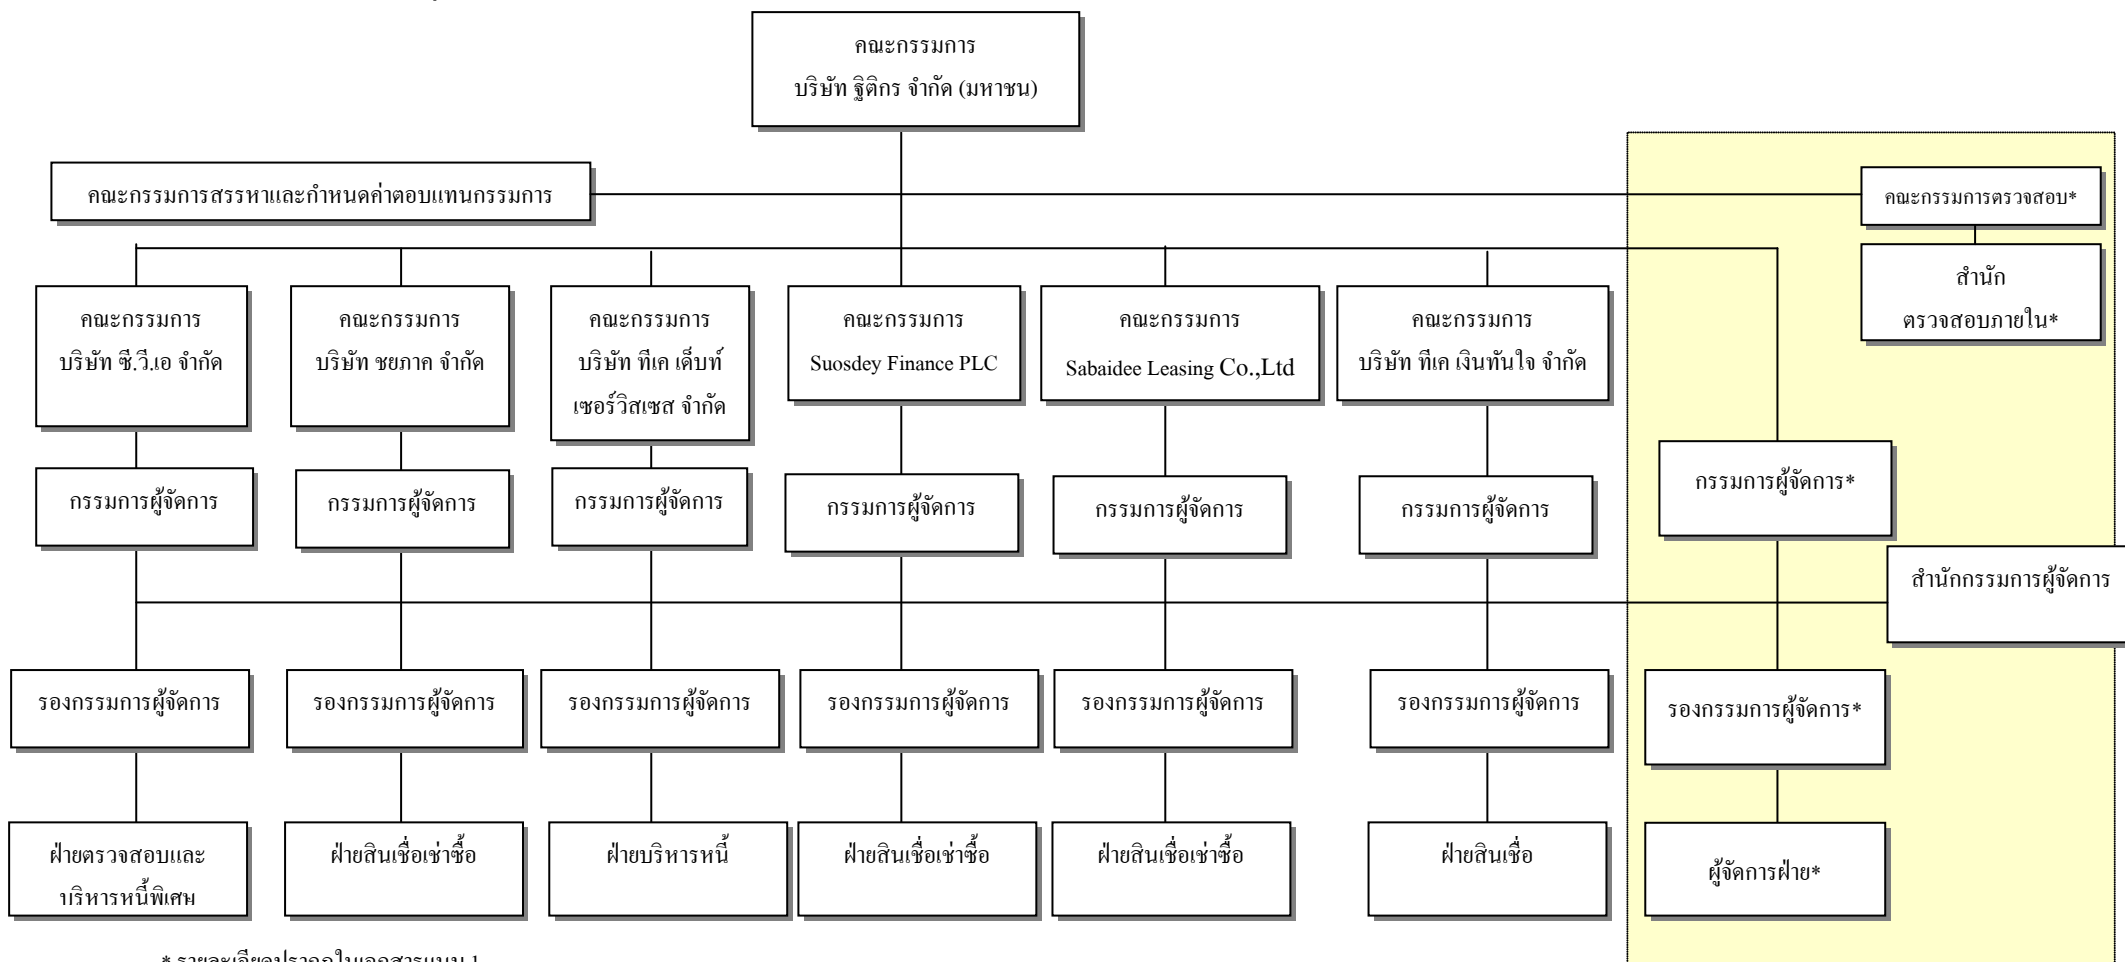 คณะกรรมการ
บริษัท ฐิติกร จำกัด (มหาชน)
คณะกรรมการสรรหาและกำหนดค่าตอบแทนกรรมการ
คณะกรรมการตรวจสอบ*
สำนัก
ตรวจสอบภายใน*
คณะกรรมการ
บริษัท ซี.วี.เอ จำกัด
คณะกรรมการ
บริษัท ชยภาค จำกัด
คณะกรรมการ
บริษัท ทีเค เด็บท์
เซอร์วิสเซส จำกัด
คณะกรรมการ
Suosdey Finance PLC
คณะกรรมการ
Sabaidee Leasing Co.,Ltd
คณะกรรมการ
บริษัท ทีเค เงินทันใจ จำกัด
กรรมการผู้จัดการ
กรรมการผู้จัดการ
กรรมการผู้จัดการ
กรรมการผู้จัดการ
กรรมการผู้จัดการ
กรรมการผู้จัดการ
กรรมการผู้จัดการ*
สำนักกรรมการผู้จัดการ
รองกรรมการผู้จัดการ
รองกรรมการผู้จัดการ
รองกรรมการผู้จัดการ
รองกรรมการผู้จัดการ
รองกรรมการผู้จัดการ
รองกรรมการผู้จัดการ
รองกรรมการผู้จัดการ*
ฝ่ายตรวจสอบและ
บริหารหนี้พิเศษ
ฝ่ายสินเชื่อเช่าซื้อ
ฝ่ายบริหารหนี้
ฝ่ายสินเชื่อเช่าซื้อ
ฝ่ายสินเชื่อเช่าซื้อ
ฝ่ายสินเชื่อ
ผู้จัดการฝ่าย*
* รายละเอียดปรากฏในเอกสารแนบ 1